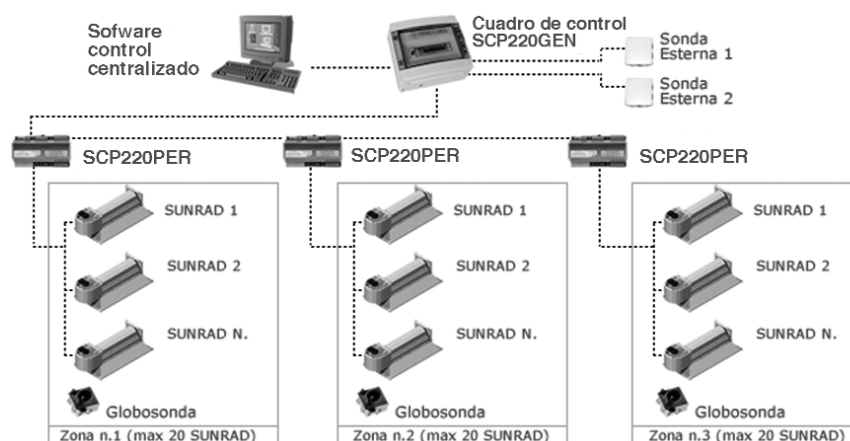 Sofware
control
centralizado
Cuadro de control
SCP220GEN
Sonda
Esterna 1
Sonda
Esterna 2
SCP220PER
SCP220PER
SCP220PER
SUNRAD 1
SUNRAD 2
SUNRAD N.
Globosonda
Zona n.1 (max 20 SUNRAD)
SUNRAD 1
SUNRAD 2
SUNRAD N.
Globosonda
Zona n.2 (max 20 SUNRAD)
SUNRAD 1
SUNRAD 2
SUNRAD N.
Globosonda
Zona n.3 (max 20 SUNRAD)